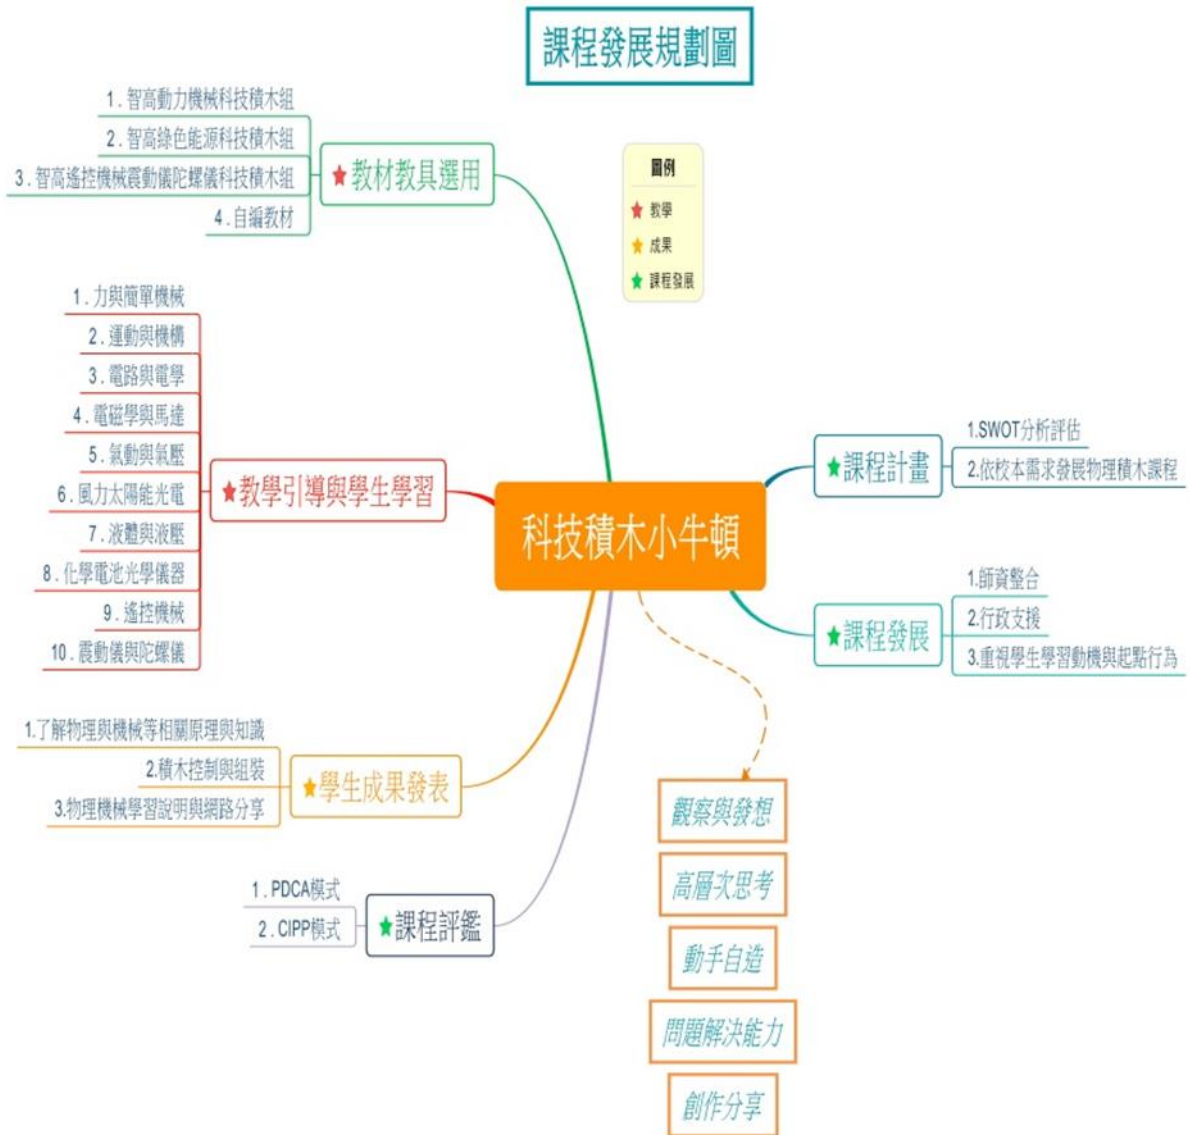 課程發展規劃圖
1.智高動力機械科技積木組
2.智高綠色能源科技積木組
3.智高遙控機械震動儀陀螺儀科技積木組
4.自編教材
教材教具選用
圖例
教學
成果
課程發展
1.力與簡單機械
2.運動與機構
3.電路與電學
4.電磁學與馬達
5.氣動與氣壓
6.風力太陽能光電
7.液體與液壓
8.化學電池光學儀器
9.遙控機械
10.震動儀與陀螺儀
教學引導與學生學習
科技積木小牛頓
課程計畫
1.SWOT分析評估
2.依校本需求發展物理積木課程
課程發展
1.師資整合
2.行政支援
3.重視學生學習動機與起點行為
1.了解物理與機械等相關原理與知識
2.積木控制與組裝
3.物理機械學習說明與網路分享
學生成果發表
1.PDCA模式
2.CIPP模式
課程評鑑
觀察與發想
高層次思考
動手自造
問題解決能力
創作分享